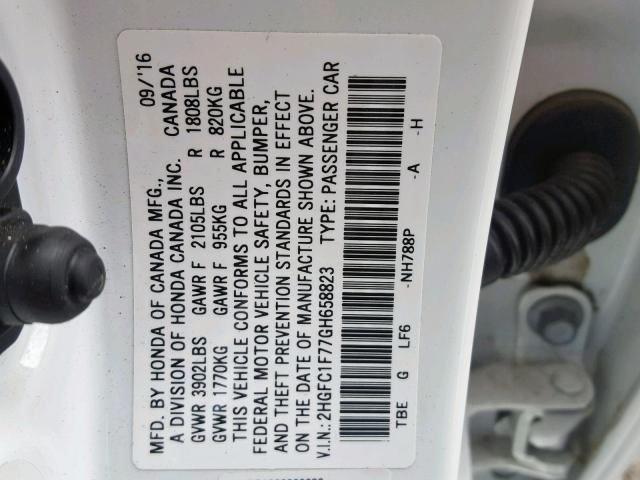 MFD. BY HONDA OF CANADA MFG., 09/'16
A DIVISION OF HONDA CANADA INC. CANADA
GVWR 3902LBS GAWR F 2105LBS R 1808LBS
GVWR 1770KG GAWR F 955KG R 820KG
THIS VEHICLE CONFORMS TO ALL APPLICABLE
FEDERAL MOTOR VEHICLE SAFETY, BUMPER,
AND THEFT PREVENTION STANDARDS IN EFFECT
ON THE DATE OF MANUFACTURE SHOWN ABOVE.
V.I.N.: 2HGFC1F77GH658823 TYPE: PASSENGER CAR
TBE G LF6 -NH788P -A -H